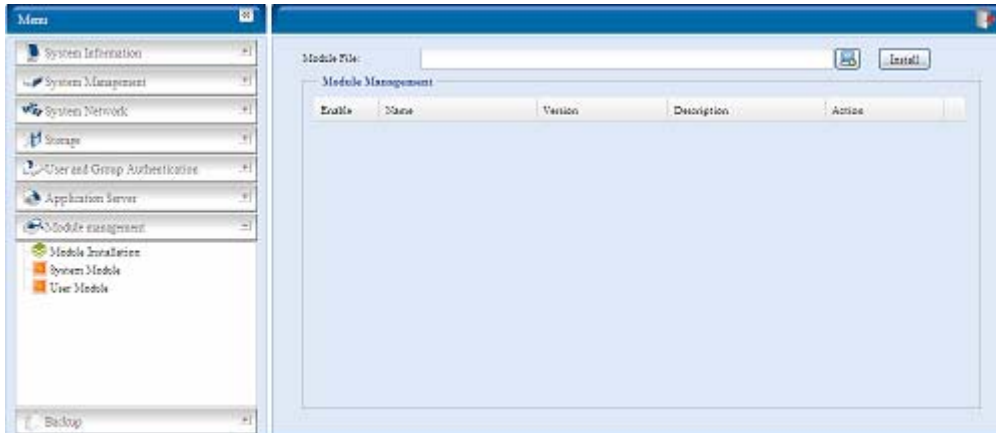 Menu
System Information
System Management
System Network
Storage
User and Group Authentication
Application Server
Module management
Module Installation
System Module
User Module
Backup
Module File:
Install
Module Management
Enable Name Version Description Action